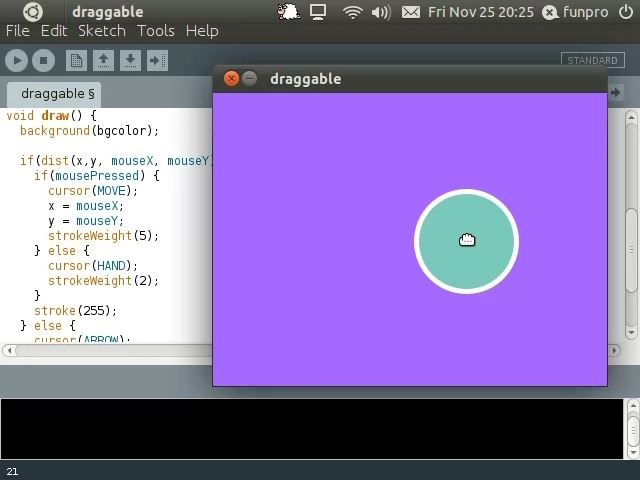 draggable
Fri Nov 25 20:25
funpro
File Edit Sketch Tools Help
STANDARD
draggable §
draggable
void draw() {
background(bgcolor);
if(dist(x,y, mouseX, mouseY)
if(mousePressed) {
cursor(MOVE);
x = mouseX;
y = mouseY;
strokeWeight(5);
} else {
cursor(HAND);
strokeWeight(2);
}
stroke(255);
} else {
cursor(ARROW);
21